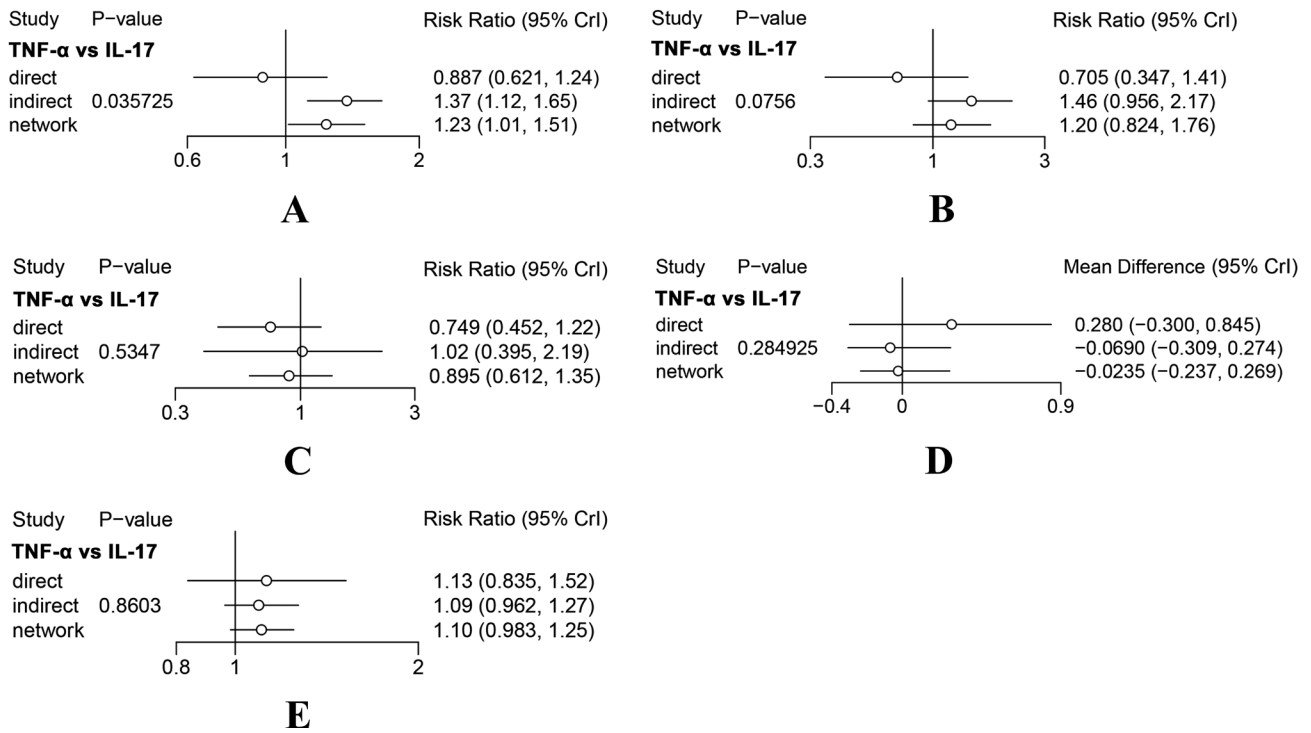 Study P−value Risk Ratio (95% CrI)
TNF-α vs IL-17
direct 0.887 (0.621, 1.24)
indirect 0.035725 1.37 (1.12, 1.65)
network 1.23 (1.01, 1.51)
0.6 1 2
A
Study P−value Risk Ratio (95% CrI)
TNF-α vs IL-17
direct 0.705 (0.347, 1.41)
indirect 0.0756 1.46 (0.956, 2.17)
network 1.20 (0.824, 1.76)
0.3 1 3
B
Study P−value Risk Ratio (95% CrI)
TNF-α vs IL-17
direct 0.749 (0.452, 1.22)
indirect 0.5347 1.02 (0.395, 2.19)
network 0.895 (0.612, 1.35)
0.3 1 3
C
Study P−value Mean Difference (95% CrI)
TNF-α vs IL-17
direct 0.280 (−0.300, 0.845)
indirect 0.284925 −0.0690 (−0.309, 0.274)
network −0.0235 (−0.237, 0.269)
−0.4 0 0.9
D
Study P−value Risk Ratio (95% CrI)
TNF-α vs IL-17
direct 1.13 (0.835, 1.52)
indirect 0.8603 1.09 (0.962, 1.27)
network 1.10 (0.983, 1.25)
0.8 1 2
E